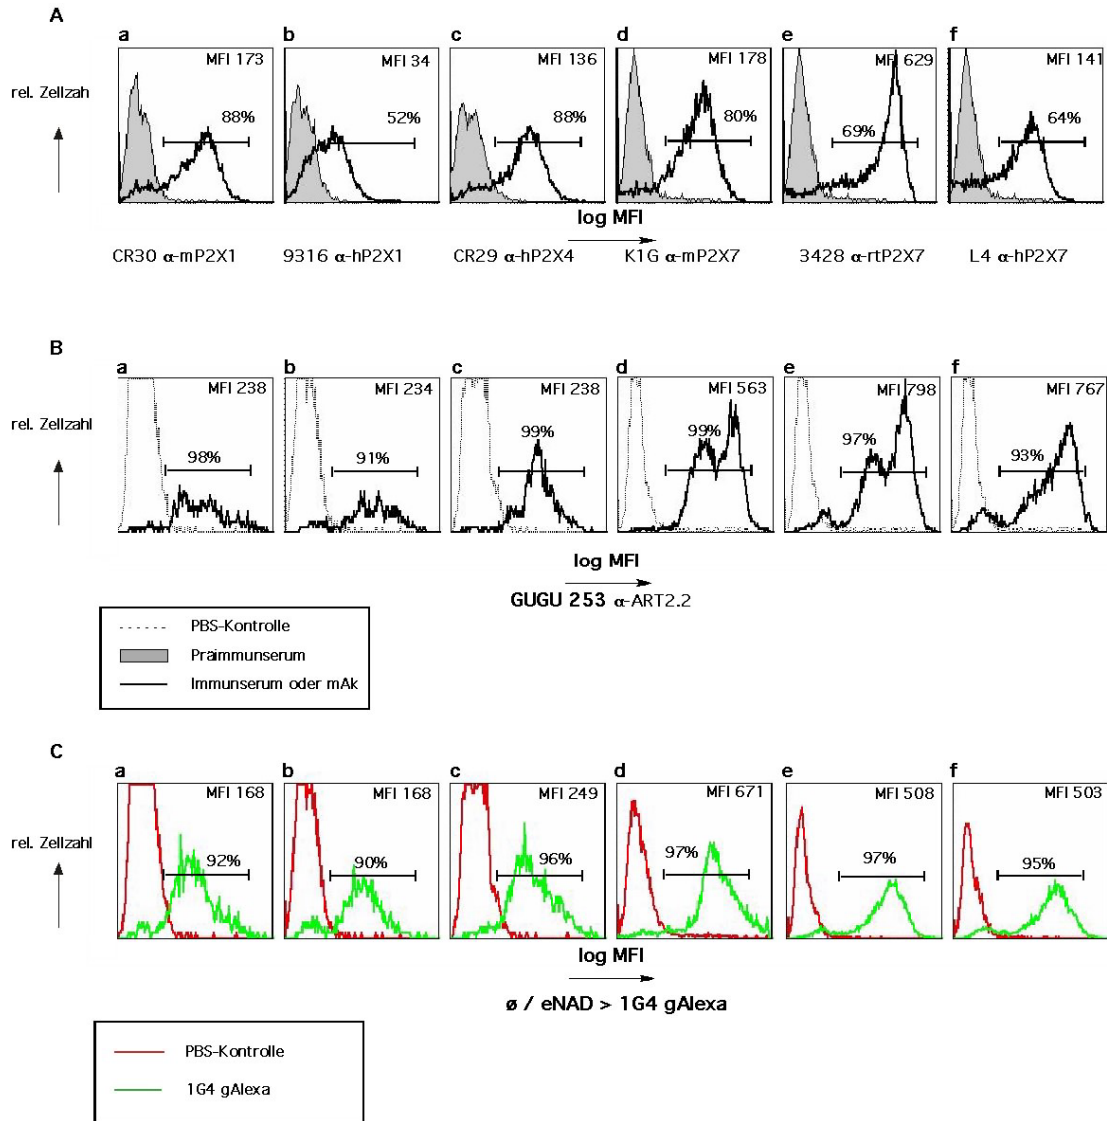 A
a b c d e f
MFI 173 MFI 34 MFI 136 MFI 178 MFI 629 MFI 141
rel. Zellzah
88% 52% 88% 80% 69% 64%
log MFI
CR30 α-mP2X1 9316 α-hP2X1 CR29 α-hP2X4 K1G α-mP2X7 3428 α-rtP2X7 L4 α-hP2X7
B
a b c d e f
MFI 238 MFI 234 MFI 238 MFI 563 MFI 798 MFI 767
rel. Zellzahl
98% 91% 99% 99% 97% 93%
log MFI
GUGU 253 α-ART2.2
PBS-Kontrolle
Präimmunserum
Immunserum oder mAk
C
a b c d e f
MFI 168 MFI 168 MFI 249 MFI 671 MFI 508 MFI 503
rel. Zellzahl
92% 90% 96% 97% 97% 95%
log MFI
ø / eNAD > 1G4 gAlexa
PBS-Kontrolle
1G4 gAlexa